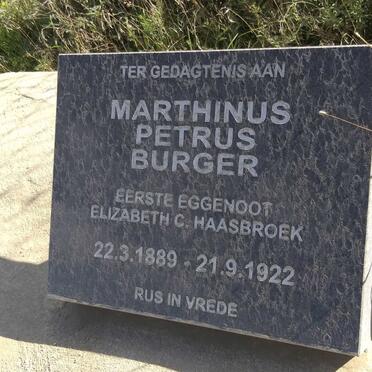 TER GEDAGTENIS AAN
MARTHINUS
PETRUS
BURGER
EERSTE EGGENOOT
ELIZABETH C. HAASBROEK
22.3.1889 - 21.9.1922
RUS IN VREDE